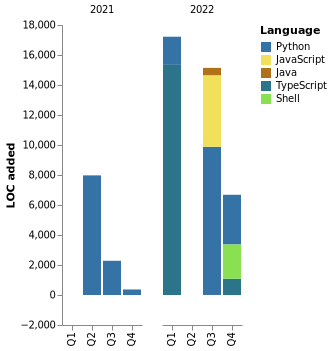 2021 2022
Language
Python
JavaScript
Java
TypeScript
Shell
LOC added
18,000
16,000
14,000
12,000
10,000
8,000
6,000
4,000
2,000
0
−2,000
Q1 Q2 Q3 Q4 Q1 Q2 Q3 Q4